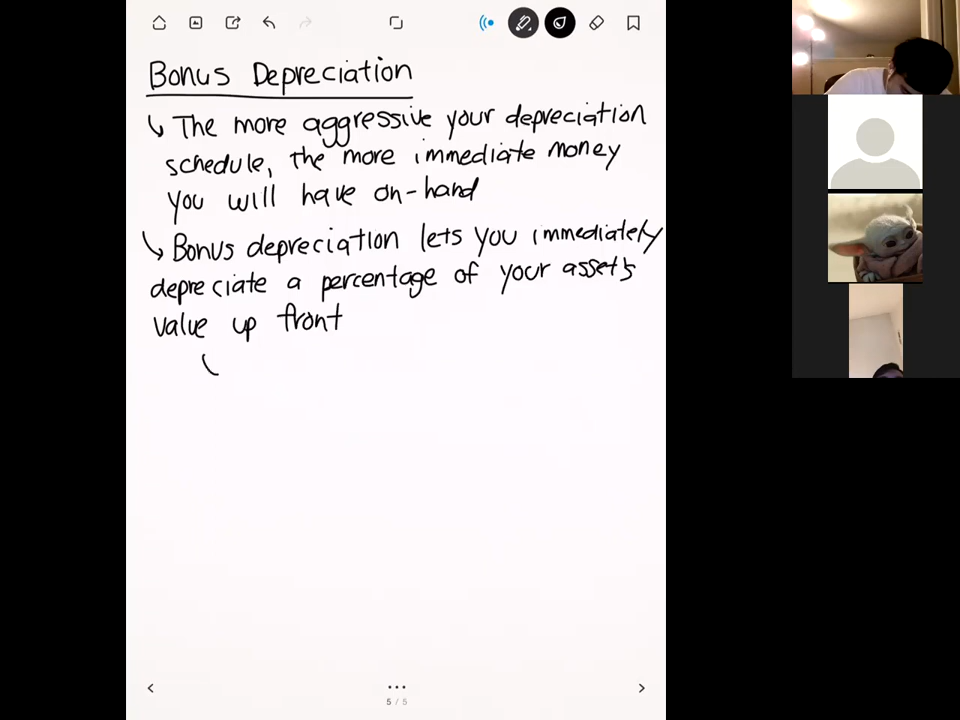 Bonus Depreciation
The more aggressive your depreciation
schedule, the more immediate money
you will have on-hand
Bonus depreciation lets you immediately
depreciate a percentage of your asset's
value up front
5 / 5